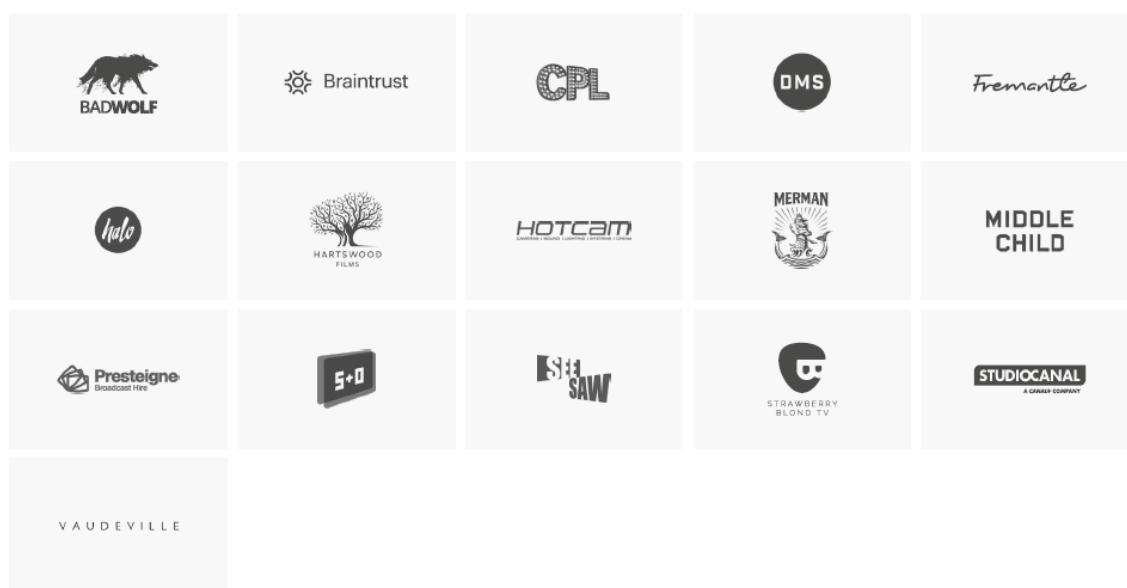 BADWOLF
Braintrust
CPL
DMS
Fremantle
halo
HARTSWOOD
FILMS
HOTCAM
MERMAN
MIDDLE
CHILD
Presteigne
Broadcast Hire
5+0
SEE
SAW
B
STRAWBERRY
BLOND TV
STUDIOCANAL
A CANAL+ COMPANY
VAUDEVILLE